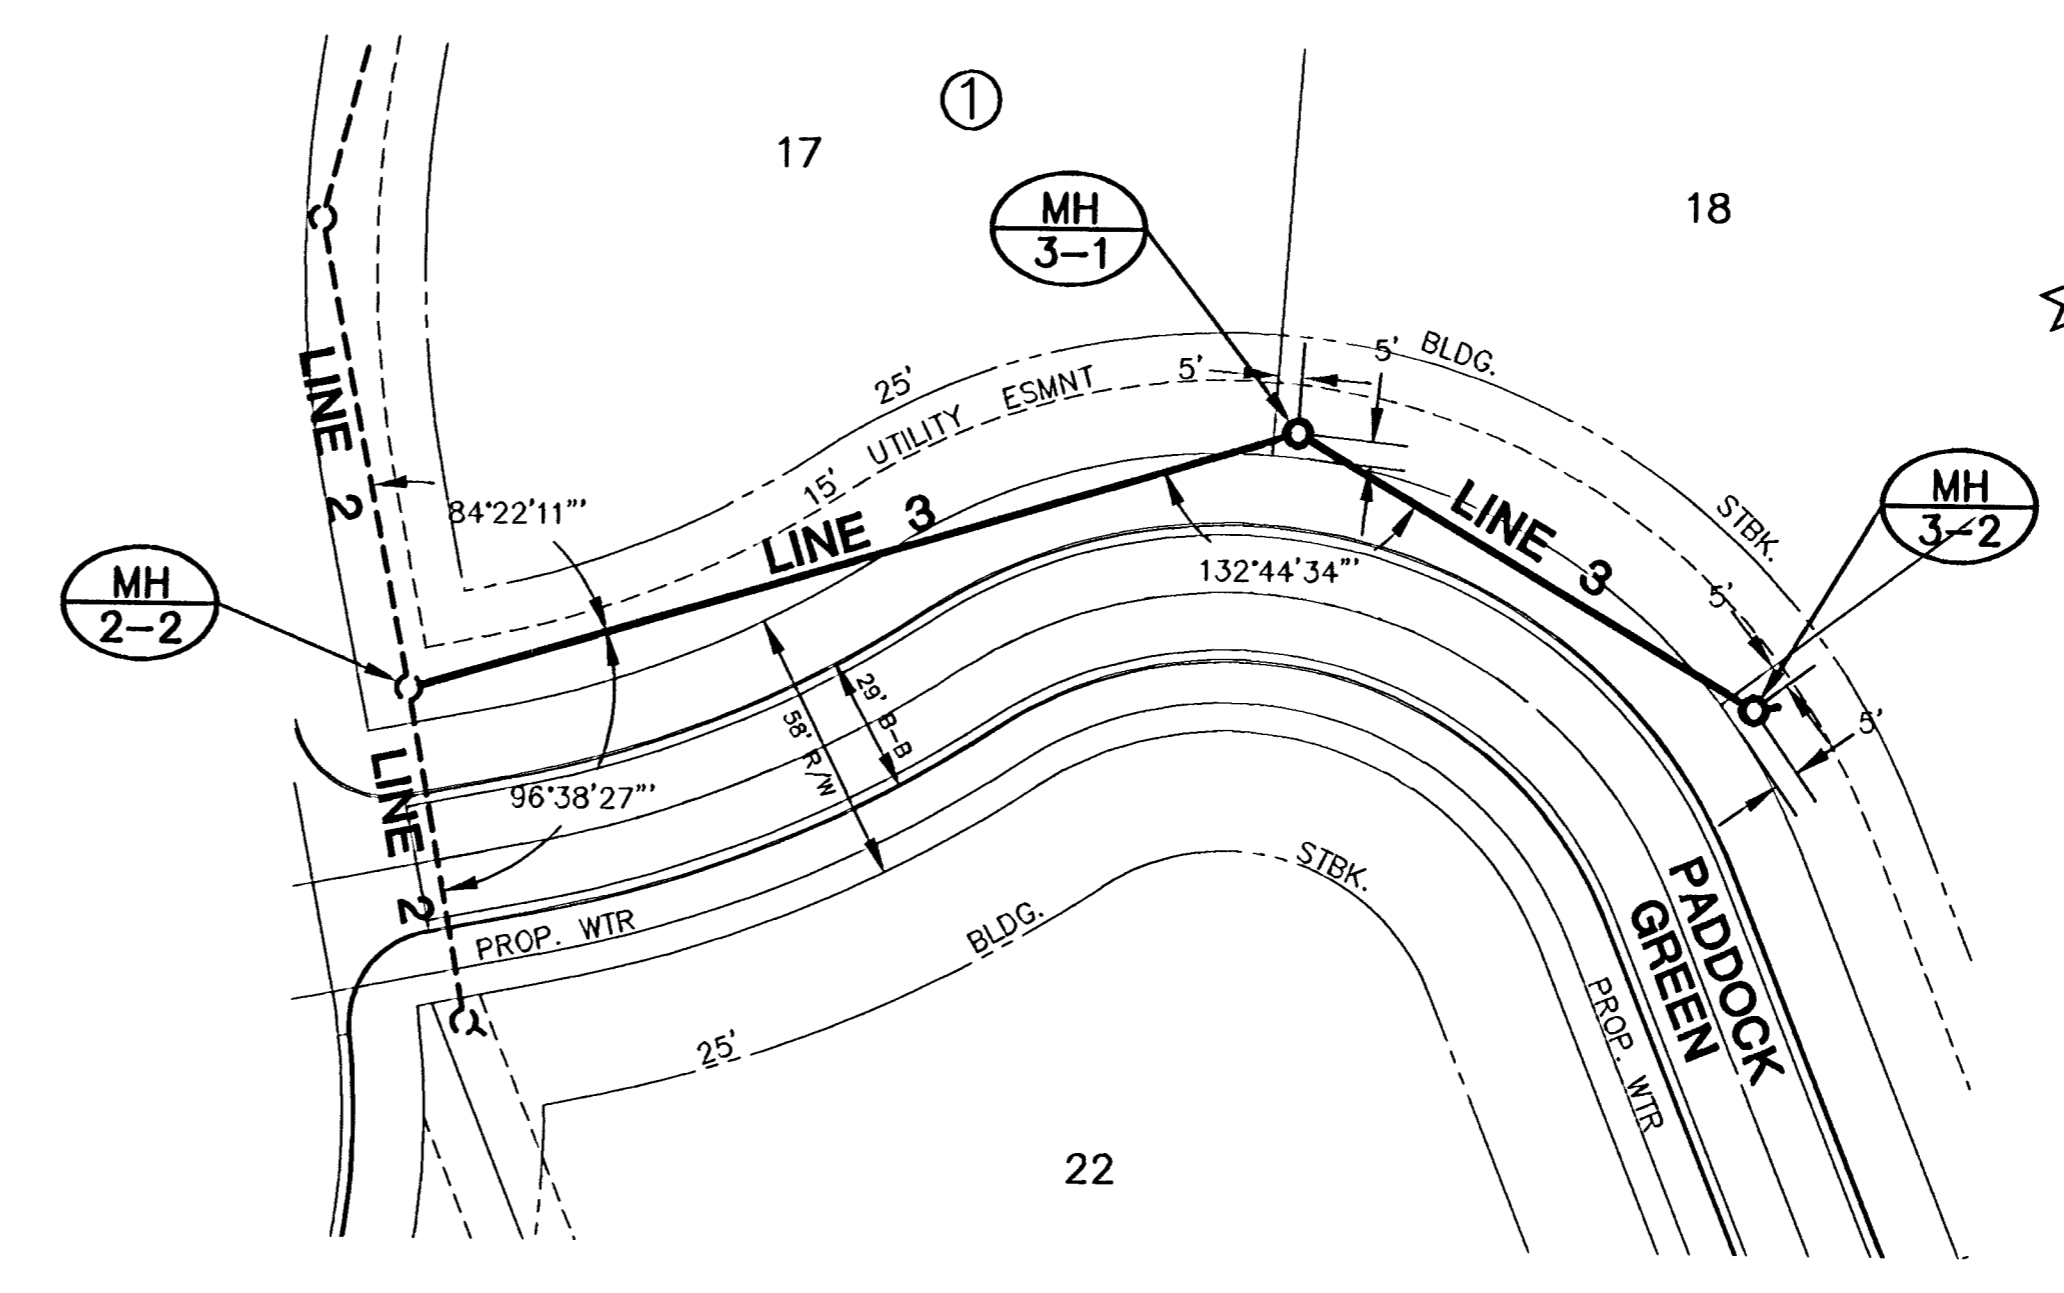 1
17
MH
3-1
18
25'
BLDG.
5'
5'
15' UTILITY ESMNT
LINE 2
84°22'11"'
LINE 3
LINE 3
STBK.
MH
3-2
132°44'34"'
MH
2-2
5'
5'
29' B-B
58' R/W
LINE 2
96°38'27"'
PROP. WTR
BLDG.
STBK.
PADDOCK
GREEN
PROP. WTR
25'
22